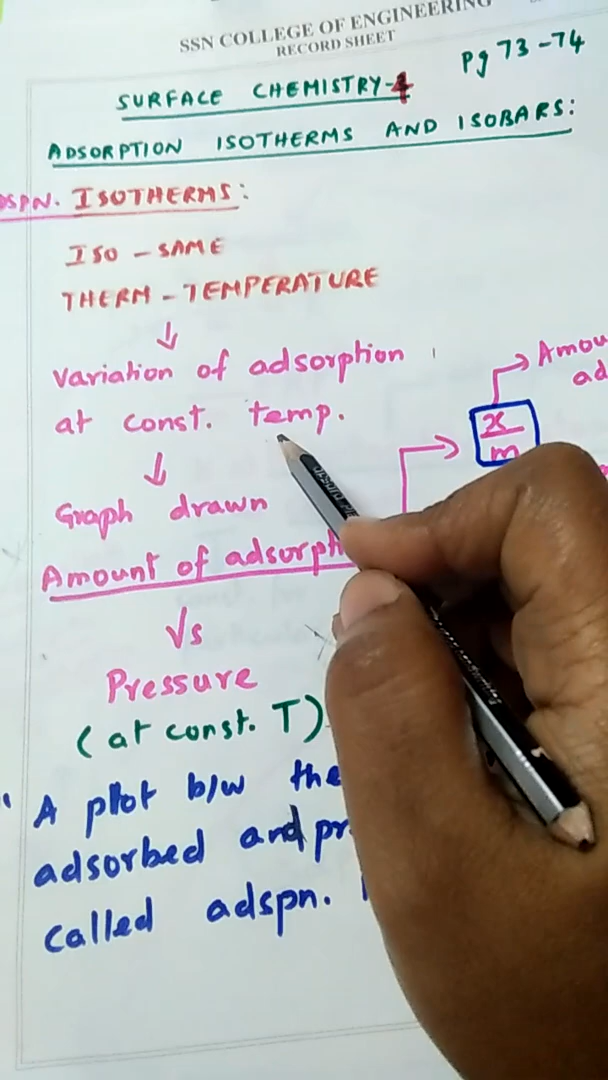 SSN COLLEGE OF ENGINEERING
RECORD SHEET
Pg 73-74
SURFACE CHEMISTRY-4
ADSORPTION ISOTHERMS AND ISOBARS:
ISOTHERMS:
ISO - SAME
THERM - TEMPERATURE
↓
Variation of adsorption
at const. temp.
↓
Graph drawn
Amount of
Vs
Pressure
(at const. T)
x/m
A plot b/w the
adsorbed and
called adspn.